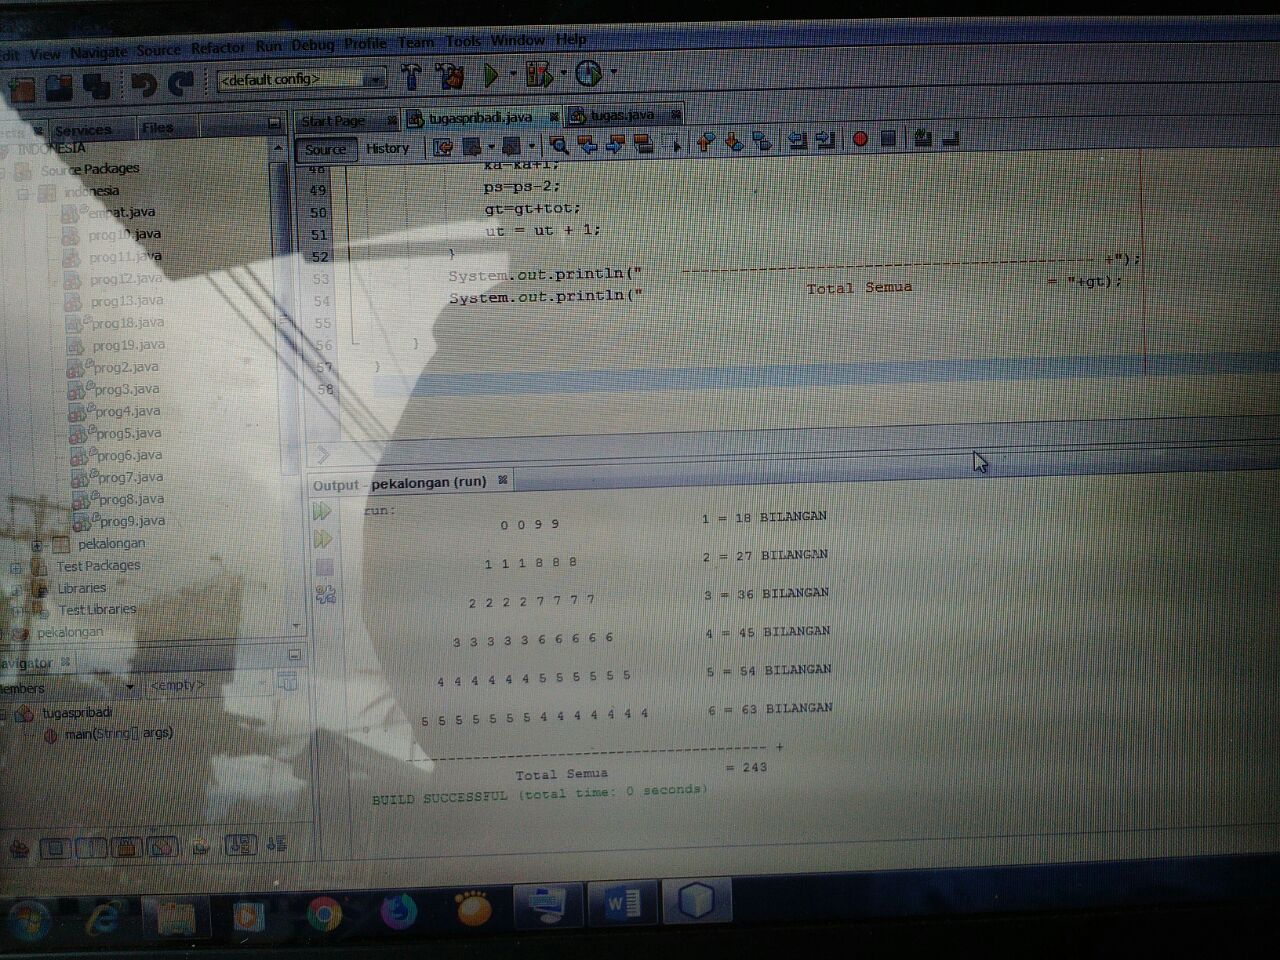 Edit View Navigate Source Refactor Run Debug Profile Team Tools Window Help
<default config>
Services Files
Start Page tugaspribadi.java tugas.java
Source History
INDONESIA
Source Packages
indonesia
empat.java
prog10.java
prog11.java
prog12.java
prog13.java
prog18.java
prog19.java
prog2.java
prog3.java
prog4.java
prog5.java
prog6.java
prog7.java
prog8.java
prog9.java
pekalongan
Test Packages
Libraries
Test Libraries
pekalongan
48 ka=ka+1;
49 ps=ps-2;
50 gt=gt+tot;
51 ut = ut + 1;
52 }
53 System.out.println(" ------------------------------------------- +");
54 System.out.println(" Total Semua = "+gt);
55
56 }
57 }
58
Output - pekalongan (run)
run:
0 0 9 9 1 = 18 BILANGAN
1 1 1 8 8 8 2 = 27 BILANGAN
2 2 2 2 7 7 7 7 3 = 36 BILANGAN
3 3 3 3 3 6 6 6 6 6 4 = 45 BILANGAN
4 4 4 4 4 4 5 5 5 5 5 5 5 = 54 BILANGAN
5 5 5 5 5 5 5 4 4 4 4 4 4 4 6 = 63 BILANGAN
------------------------------------------- +
Total Semua = 243
BUILD SUCCESSFUL (total time: 0 seconds)
Navigator
Members <empty>
tugaspribadi
main(String[] args)